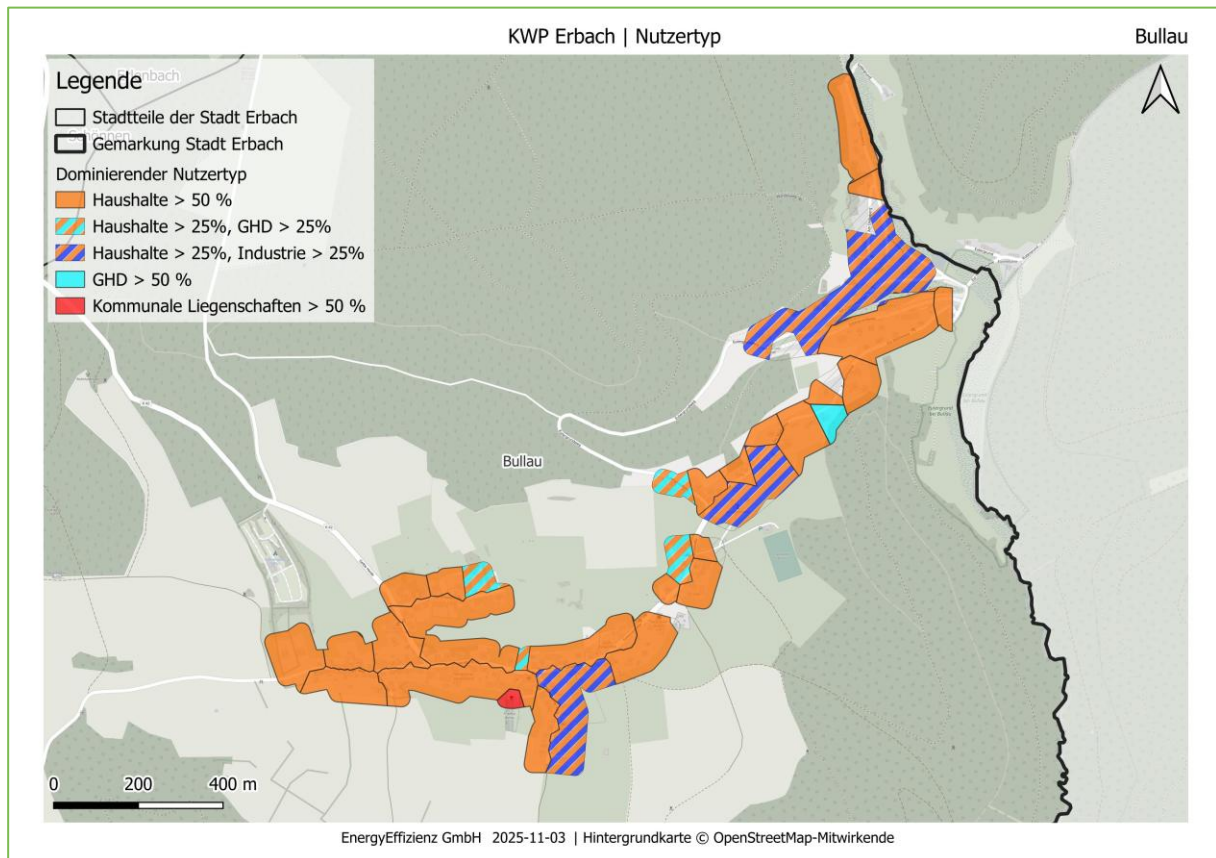 KWP Erbach | Nutzertyp
Bullau
Legende
Stadtteile der Stadt Erbach
Gemarkung Stadt Erbach
Dominierender Nutzertyp
Haushalte > 50 %
Haushalte > 25%, GHD > 25%
Haushalte > 25%, Industrie > 25%
GHD > 50 %
Kommunale Liegenschaften > 50 %
Bullau
0 200 400 m
EnergyEffizienz GmbH 2025-11-03 | Hintergrundkarte © OpenStreetMap-Mitwirkende